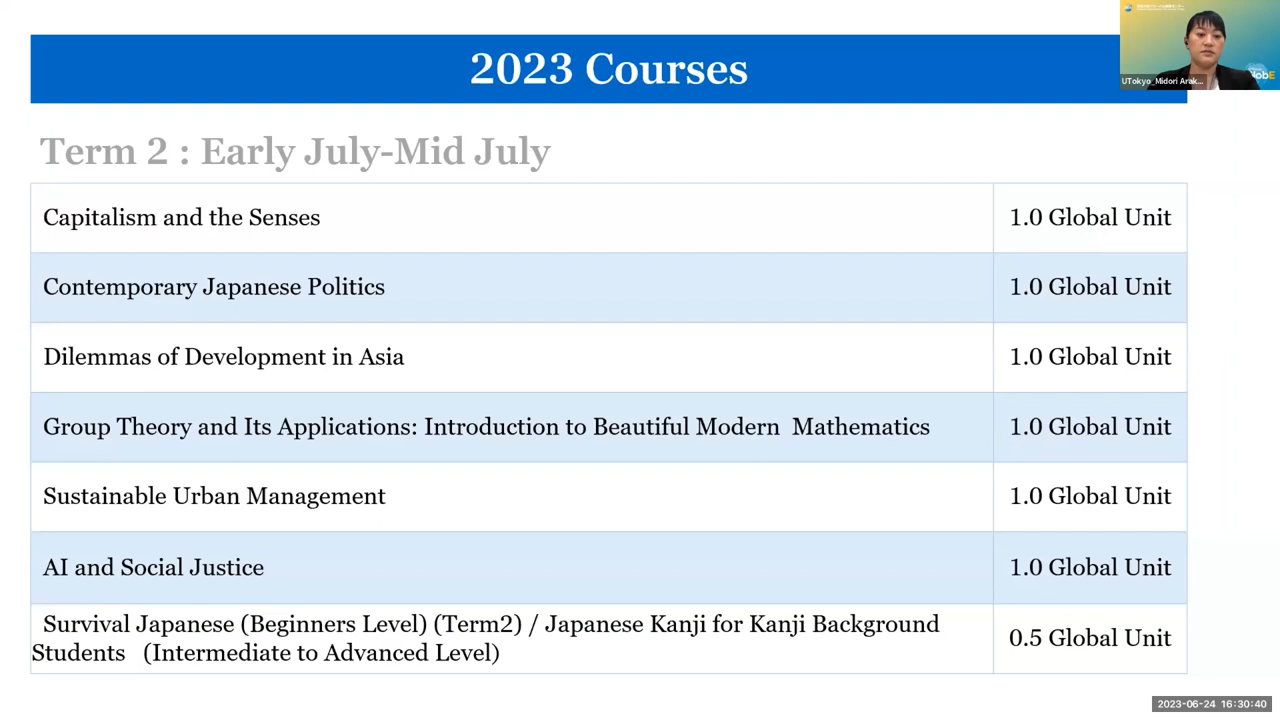 2023 Courses
UTokyo_Midori Arak...
Term 2 : Early July-Mid July
Capitalism and the Senses 1.0 Global Unit
Contemporary Japanese Politics 1.0 Global Unit
Dilemmas of Development in Asia 1.0 Global Unit
Group Theory and Its Applications: Introduction to Beautiful Modern  Mathematics 1.0 Global Unit
Sustainable Urban Management 1.0 Global Unit
AI and Social Justice 1.0 Global Unit
Survival Japanese (Beginners Level) (Term2) / Japanese Kanji for Kanji Background
Students   (Intermediate to Advanced Level) 0.5 Global Unit
2023-06-24 16:30:40